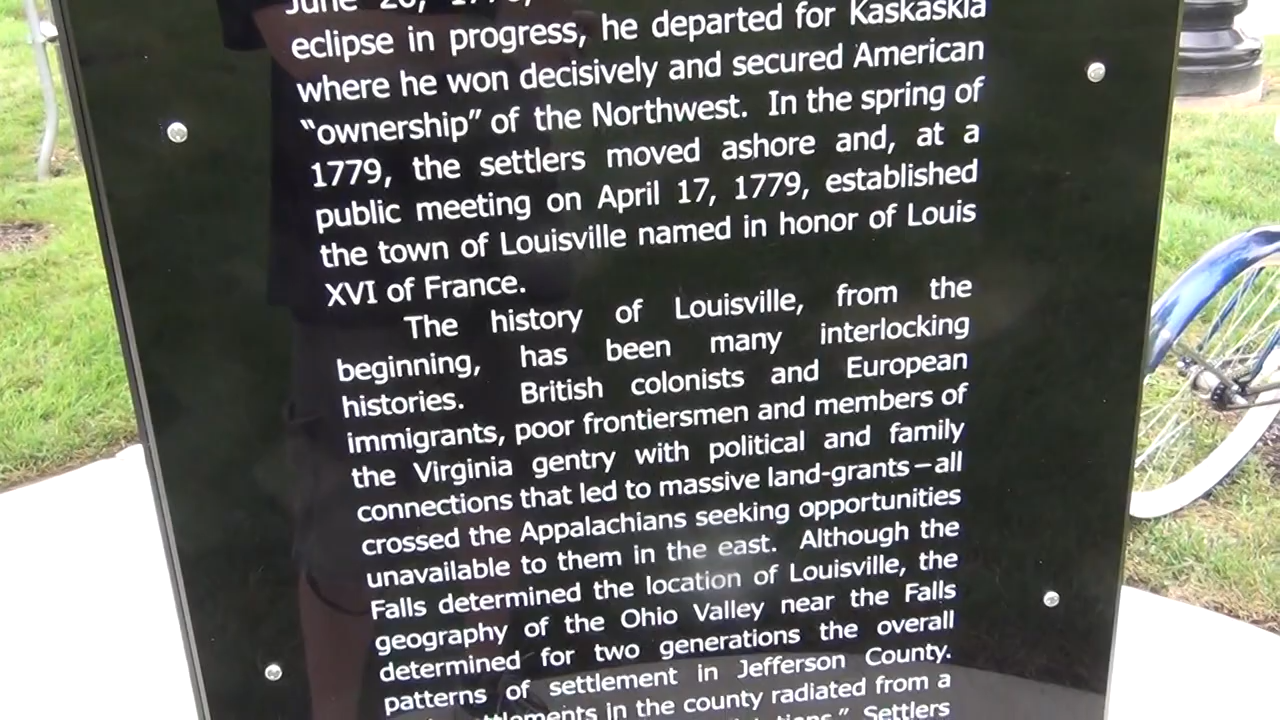 June 26, 1778,
eclipse in progress, he departed for Kaskaskia
where he won decisively and secured American
"ownership" of the Northwest. In the spring of
1779, the settlers moved ashore and, at a
public meeting on April 17, 1779, established
the town of Louisville named in honor of Louis
XVI of France.
The history of Louisville, from the
beginning, has been many interlocking
histories. British colonists and European
immigrants, poor frontiersmen and members of
the Virginia gentry with political and family
connections that led to massive land-grants – all
crossed the Appalachians seeking opportunities
unavailable to them in the east. Although the
Falls determined the location of Louisville, the
geography of the Ohio Valley near the Falls
determined for two generations the overall
patterns of settlement in Jefferson County.
in the county radiated from a
Settlers